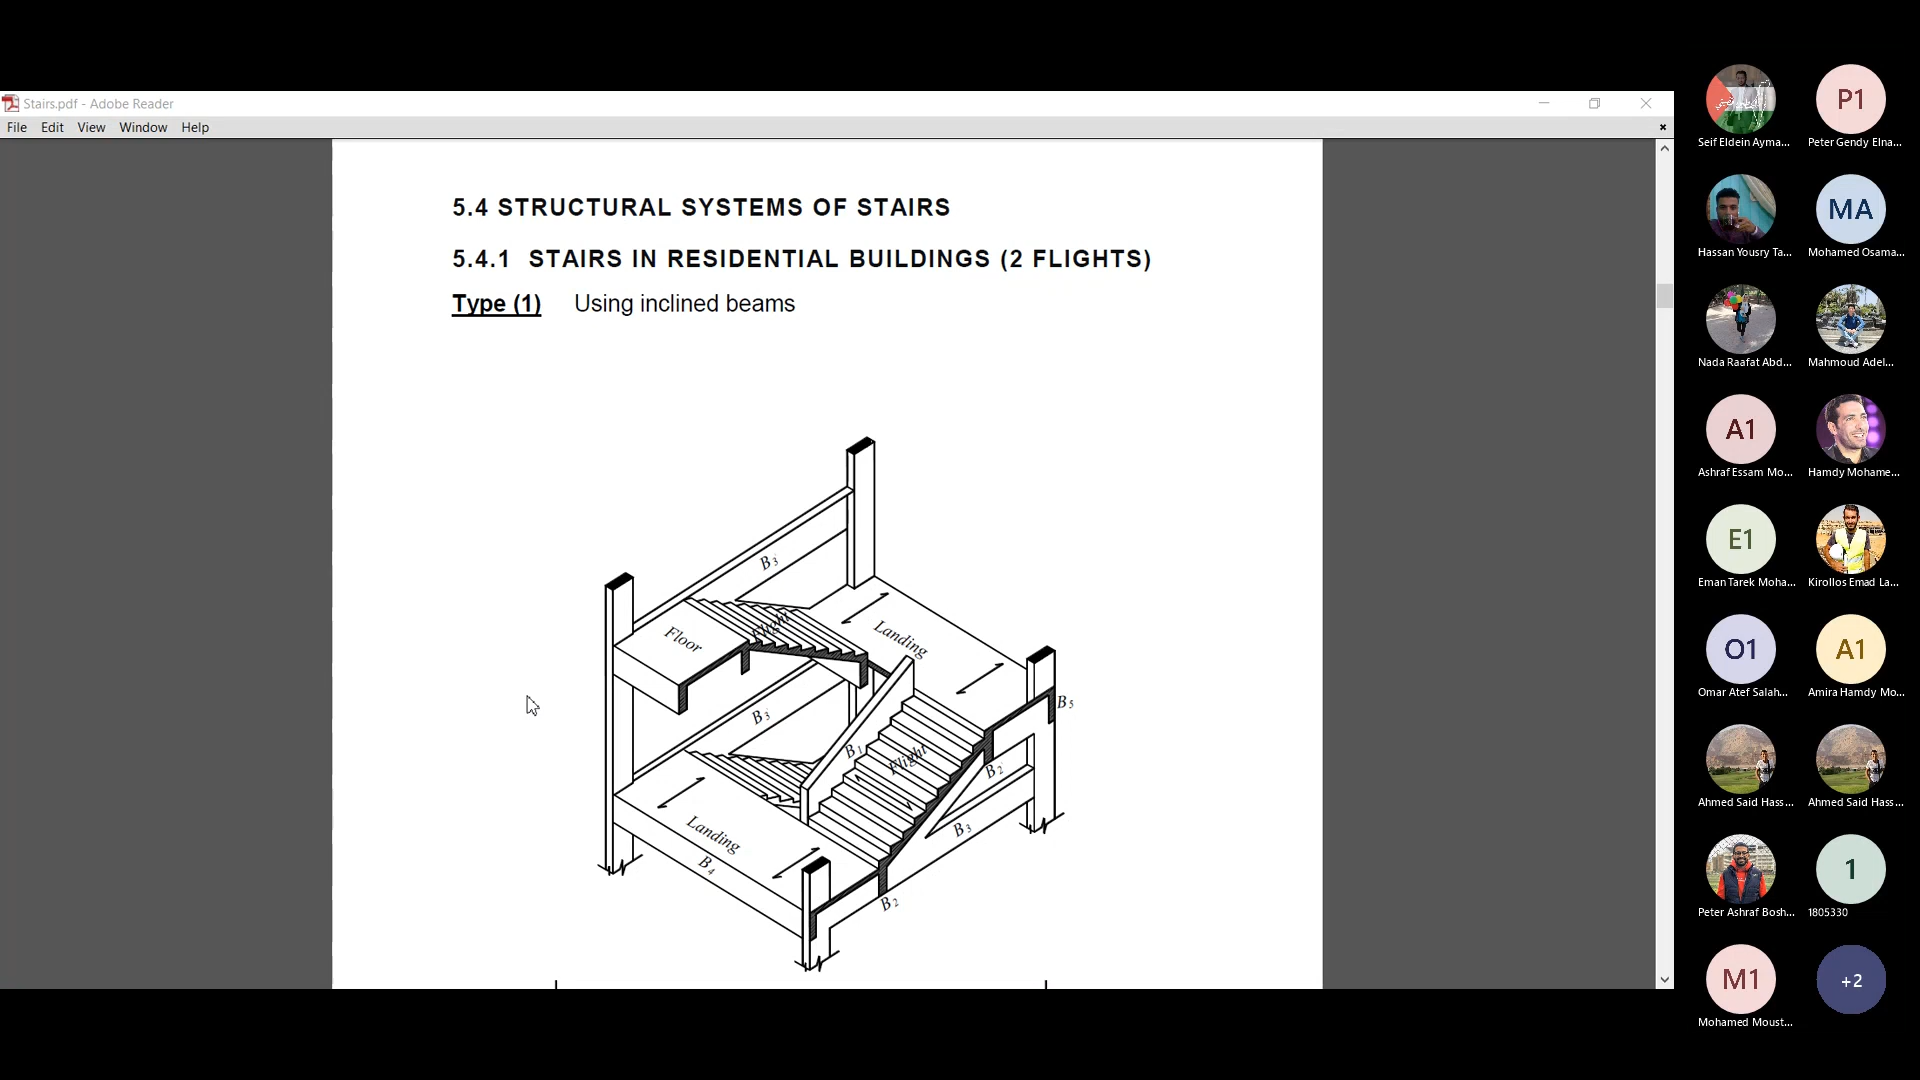 Stairs.pdf - Adobe Reader
File Edit View Window Help
5.4 STRUCTURAL SYSTEMS OF STAIRS
5.4.1 STAIRS IN RESIDENTIAL BUILDINGS (2 FLIGHTS)
Type (1) Using inclined beams
B3
Flight
Floor
Landing
B5
B3
B1
Flight
B2
B3
Landing
B4
B2
Seif Eldein Ayma...
P1
Peter Gendy Elna...
Hassan Yousry Ta...
MA
Mohamed Osama...
Nada Raafat Abd...
Mahmoud Adel...
A1
Ashraf Essam Mo...
Hamdy Mohame...
E1
Eman Tarek Moha...
Kirollos Emad La...
O1
Omar Atef Salah...
A1
Amira Hamdy Mo...
Ahmed Said Hass...
Ahmed Said Hass...
Peter Ashraf Bosh...
1
1805330
M1
Mohamed Moust...
+2